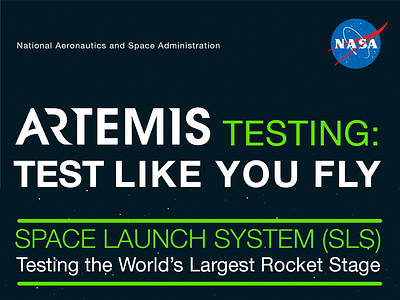 National Aeronautics and Space Administration
NASA
ARTEMIS TESTING:
TEST LIKE YOU FLY
SPACE LAUNCH SYSTEM (SLS)
Testing the World’s Largest Rocket Stage